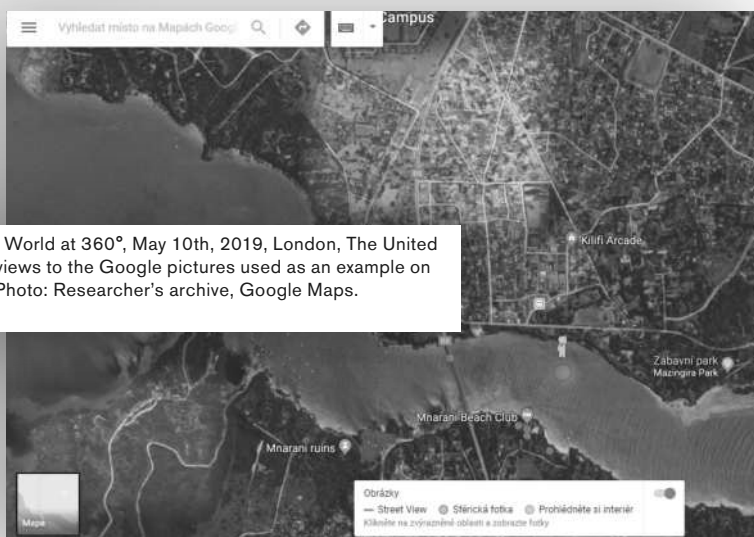 Vyhledat místo na Mapách Goog
Campus
World at 360°, May 10th, 2019, London, The United
views to the Google pictures used as an example on
Photo: Researcher's archive, Google Maps.
Kilifi Arcade
Zábavní park
Mazingira Park
Mnarani Beach Club
Mnarani ruins
Mapa
Obrázky
Street View Sférická fotka Prohlédněte si interiér
Klikněte na zvýrazněné oblasti a zobrazte fotky